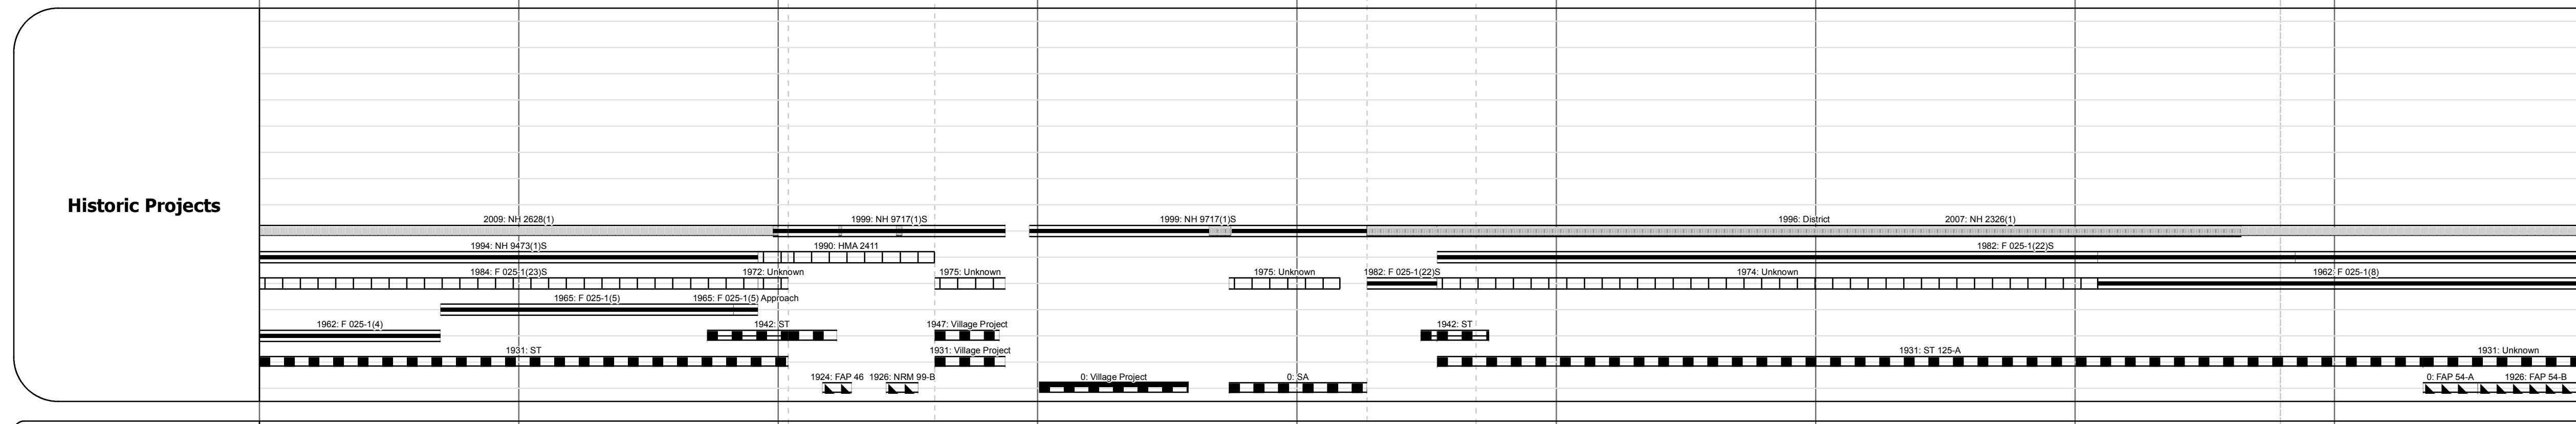 Historic Projects
2009: NH 2628(1) 1999: NH 9717(1)S 1999: NH 9717(1)S 1996: District 2007: NH 2326(1)
1994: NH 9473(1)S 1990: HMA 2411 1982: F 025-1(22)S
1984: F 025-1(23)S 1972: Unknown 1975: Unknown 1975: Unknown 1982: F 025-1(22)S 1974: Unknown 1962: F 025-1(8)
1965: F 025-1(5) 1965: F 025-1(5) Approach
1962: F 025-1(4) 1942: ST 1947: Village Project 1942: ST
1931: ST 1931: Village Project 1931: ST 125-A 1931: Unknown
1924: FAP 46 1926: NRM 99-B 0: Village Project 0: SA 0: FAP 54-A 1926: FAP 54-B